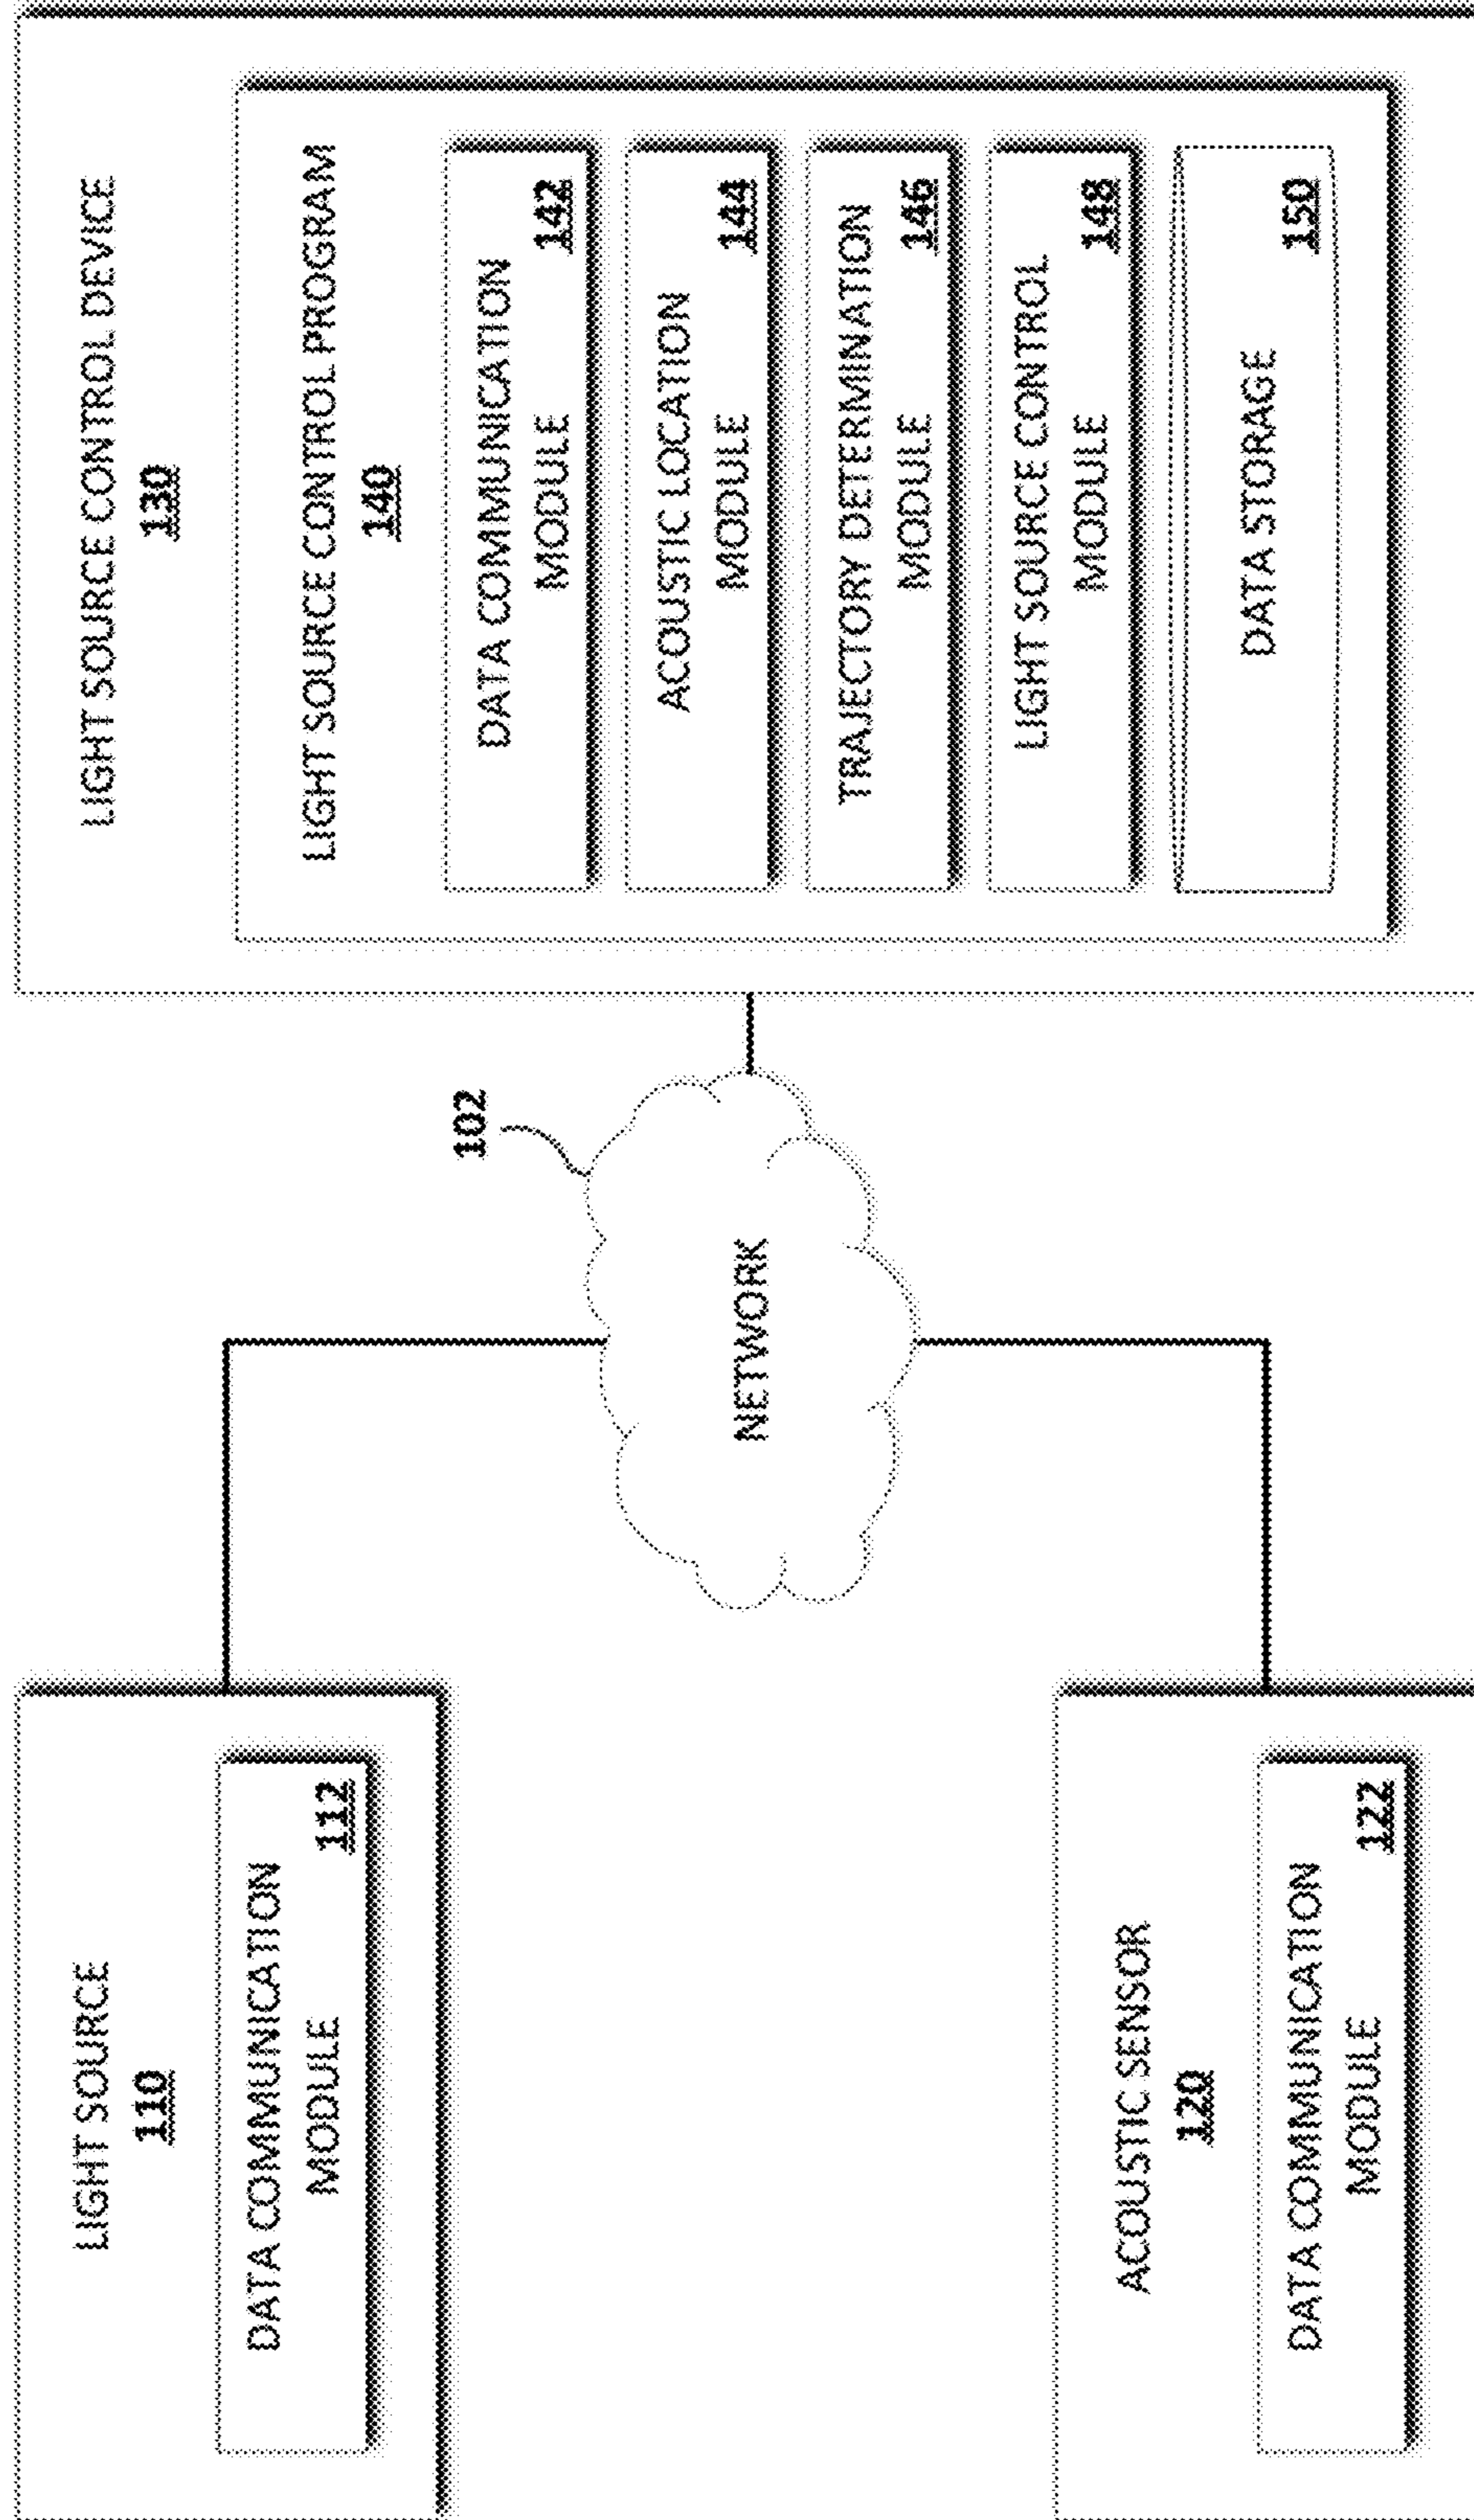 LIGHT SOURCE
110
DATA COMMUNICATION
MODULE
112
ACOUSTIC SENSOR
120
DATA COMMUNICATION
MODULE
122
102
NETWORK
LIGHT SOURCE CONTROL DEVICE
130
LIGHT SOURCE CONTROL PROGRAM
140
DATA COMMUNICATION
MODULE
142
ACOUSTIC LOCATION
MODULE
144
TRAJECTORY DETERMINATION
MODULE
146
LIGHT SOURCE CONTROL
MODULE
148
DATA STORAGE
150